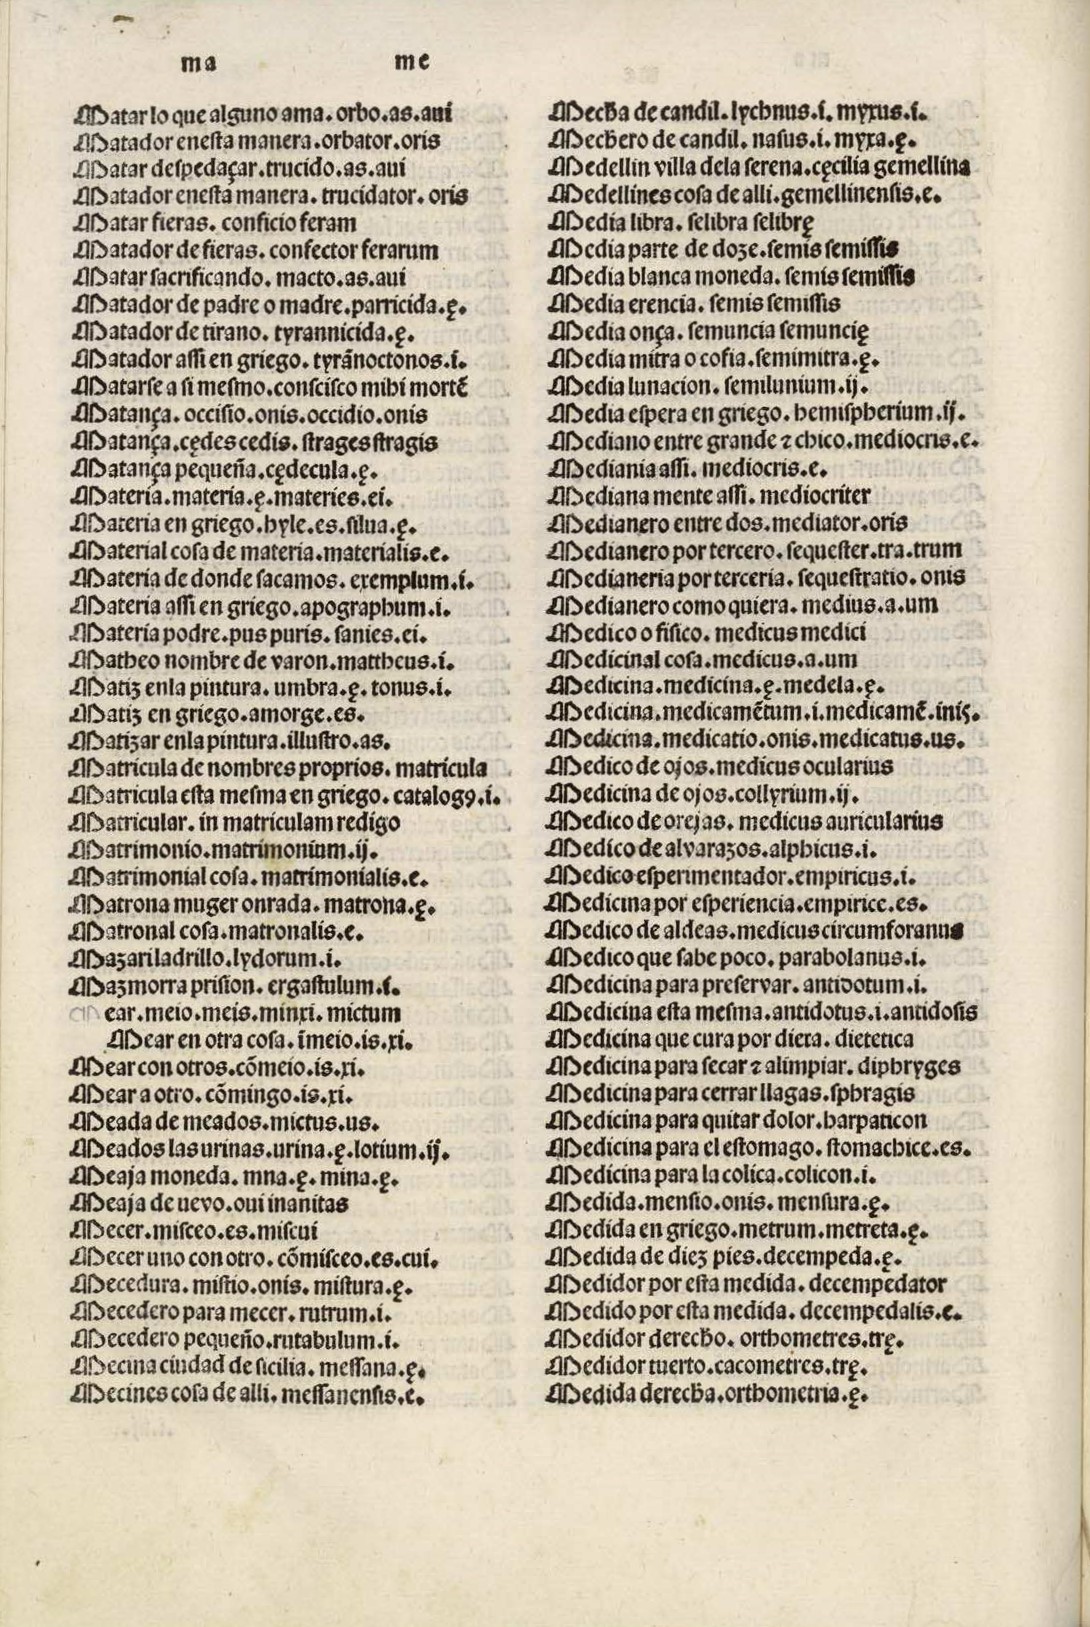 ma me
Matar lo que alguno ama. orbo.as.aui
Matador enesta manera.orbator.oris
Matar despedaçar.trucido.as.aui
Matador enesta manera. trucidator. oris
Matar fieras. conficio feram
Matador de fieras. confector ferarum
Matar sacrificando. macto.as.aui
Matador de padre o madre.parricida.ę.
Matador de tirano. tyrannicida.ę.
Matador assi en griego. tyrãnoctonos.i.
Matarse a si mesmo.conscisco mihi mortẽ
Matança. occisio.onis.occidio.onis
Matança.cędes cedis. strages stragis
Matança pequeña.cędecula.ę.
Materia.materia.ę.materies.ei.
Materia en griego.hyle.es.silua.ę.
Material cosa de materia.materialis.e.
Materia de donde sacamos. exemplum.i.
Materia assi en griego.apographum.i.
Materia podre.pus puris. sanies.ei.
Matheo nombre de varon.mattheus.i.
Matiz enla pintura. umbra.ę. tonus.i.
Matiz en griego.amorge.es.
Matizar enla pintura.illustro.as.
Matricula de nombres proprios. matricula
Matricula esta mesma en griego. catalogꝰ.i.
Matricular. in matriculam redigo
Matrimonio.matrimonium.ij.
Matrimonial cosa. matrimonialis.e.
Matrona muger onrada. matrona.ę.
Matronal cosa.matronalis.e.
Mazari ladrillo.lydorum.i.
Mazmorra prision. ergastulum.i.
ear.meio.meis.minxi. mictum
Mear en otra cosa. ĩmeio.is.xi.
Mear con otros.cõmeio.is.xi.
Mear a otro. cõmingo.is.xi.
Meada de meados.mictus.us.
Meados las urinas.urina.ę.lotium.ij.
Meaja moneda. mna.ę. mina.ę.
Meaja de uevo.oui inanitas
Mecer.misceo.es.miscui
Mecer uno con otro. cõmisceo.es.cui.
Mecedura. mistio.onis. mistura.ę.
Mecedero para mecer. rutrum.i.
Mecedero pequeño.rutabulum.i.
Mecina ciudad de sicilia. messana.ę.
Mecines cosa de alli. messanensis.e.
Mecha de candil. lychnus.i. myxus.i.
Mechero de candil. nasus.i. myxa.ę.
Medellin villa dela serena.cęcilia gemellina
Medellines cosa de alli.gemellinensis.e.
Media libra. selibra selibrę
Media parte de doze.semis semissis
Media blanca moneda. semis semissis
Media erencia. semis semissis
Media onça. semuncia semuncię
Media mitra o cofia.semimitra.ę.
Media lunacion. semilunium.ij.
Media espera en griego. hemispherium.ij.
Mediano entre grande ⁊ chico.mediocris.e.
Mediania assi. mediocris.e.
Mediana mente assi. mediocriter
Medianero entre dos.mediator.oris
Medianero por tercero. sequester.tra.trum
Medianeria por terceria. sequestratio. onis
Medianero como quiera. medius.a.um
Medico o fisico. medicus medici
Medicinal cosa.medicus.a.um
Medicina.medicina.ę.medela.ę.
Medicina.medicamẽtum.i.medicamẽ.inis.
Medicina.medicatio.onis.medicatus.us.
Medico de ojos.medicus ocularius
Medicina de ojos.collyrium.ij.
Medico de orejas. medicus auricularius
Medico de alvarazos.alphicus.i.
Medico esperimentador.empiricus.i.
Medicina por esperiencia.empirice.es.
Medico de aldeas.medicus circumforanus
Medico que sabe poco. parabolanus.i.
Medicina para preservar. antidotum.i.
Medicina esta mesma.antidotus.i.antidosis
Medicina que cura por dieta. dietetica
Medicina para secar ⁊ alimpiar. diphryges
Medicina para cerrar llagas.sphragis
Medicina para quitar dolor.harpaticon
Medicina para el estomago. stomachice.es.
Medicina para la colica.colicon.i.
Medida.mensio.onis. mensura.ę.
Medida en griego.metrum.metreta.ę.
Medida de diez pies.decempeda.ę.
Medidor por esta medida. decempedator
Medido por esta medida. decempedalis.e.
Medidor derecho. orthometres.trę.
Medidor tuerto.cacometres.trę.
Medida derecha.orthometria.ę.